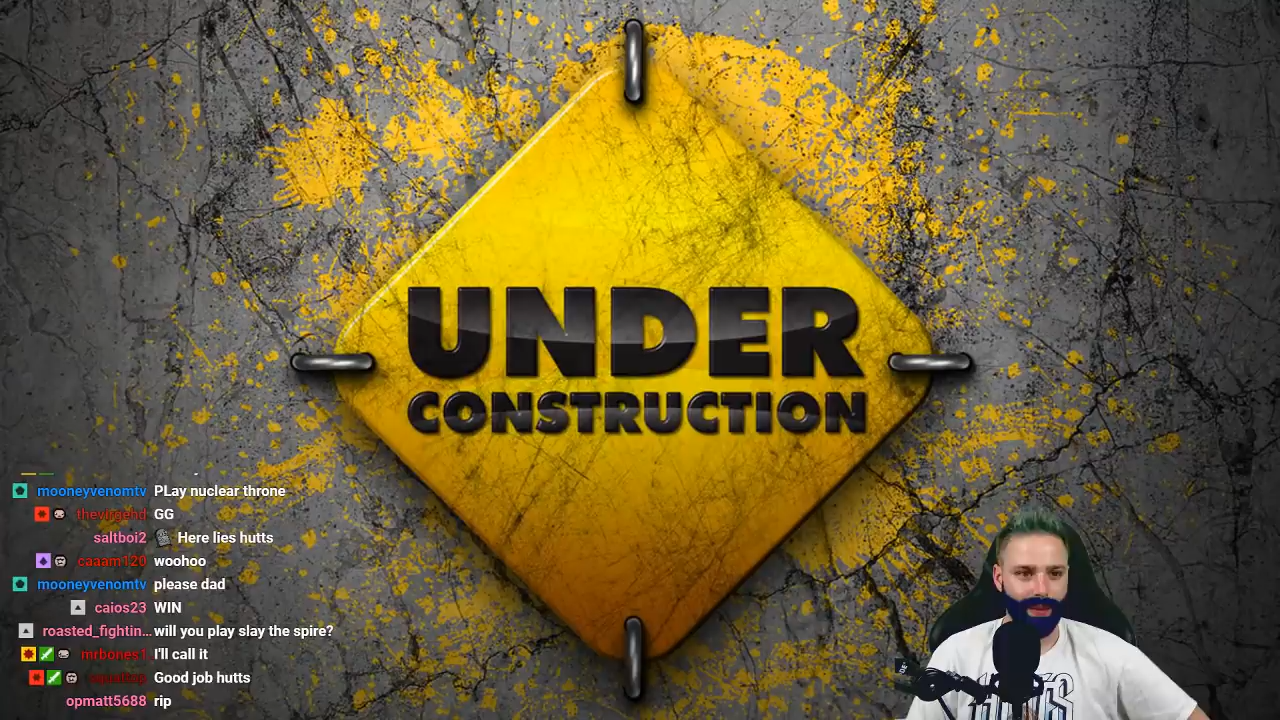 UNDER
CONSTRUCTION
mooneyvenomtv PLay nuclear throne
thevirgend GG
saltboi2 Here lies hutts
caaam120 woohoo
mooneyvenomtv please dad
caios23 WIN
roasted_fightin... will you play slay the spire?
mrbones1 I'll call it
Good job hutts
opmatt5688 rip